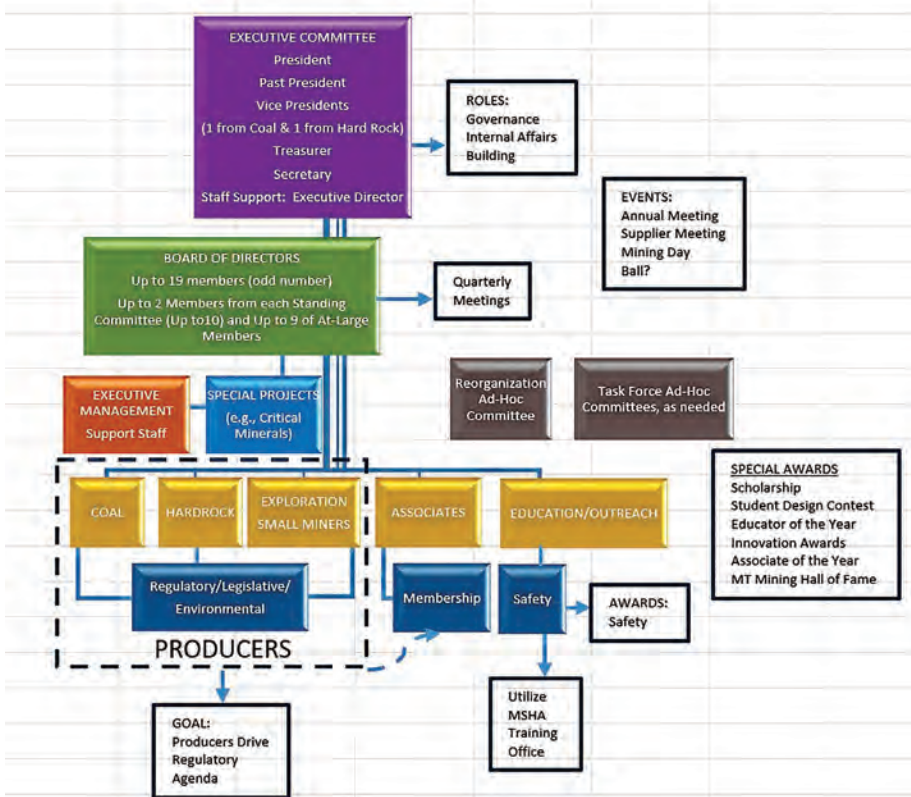 EXECUTIVE COMMITTEE
President
Past President
Vice Presidents
(1 from Coal & 1 from Hard Rock)
Treasurer
Secretary
Staff Support: Executive Director
ROLES:
Governance
Internal Affairs
Building
EVENTS:
Annual Meeting
Supplier Meeting
Mining Day
Ball?
BOARD OF DIRECTORS
Up to 19 members (odd number)
Up to 2 Members from each Standing
Committee (Up to10) and Up to 9 of At-Large
Members
Quarterly
Meetings
EXECUTIVE
MANAGEMENT
Support Staff
SPECIAL PROJECTS
(e.g., Critical
Minerals)
Reorganization
Ad-Hoc
Committee
Task Force Ad-Hoc
Committees, as needed
COAL
HARDROCK
EXPLORATION
SMALL MINERS
ASSOCIATES
EDUCATION/OUTREACH
SPECIAL AWARDS
Scholarship
Student Design Contest
Educator of the Year
Innovation Awards
Associate of the Year
MT Mining Hall of Fame
Regulatory/Legislative/
Environmental
PRODUCERS
Membership
Safety
AWARDS:
Safety
GOAL:
Producers Drive
Regulatory
Agenda
Utilize
MSHA
Training
Office